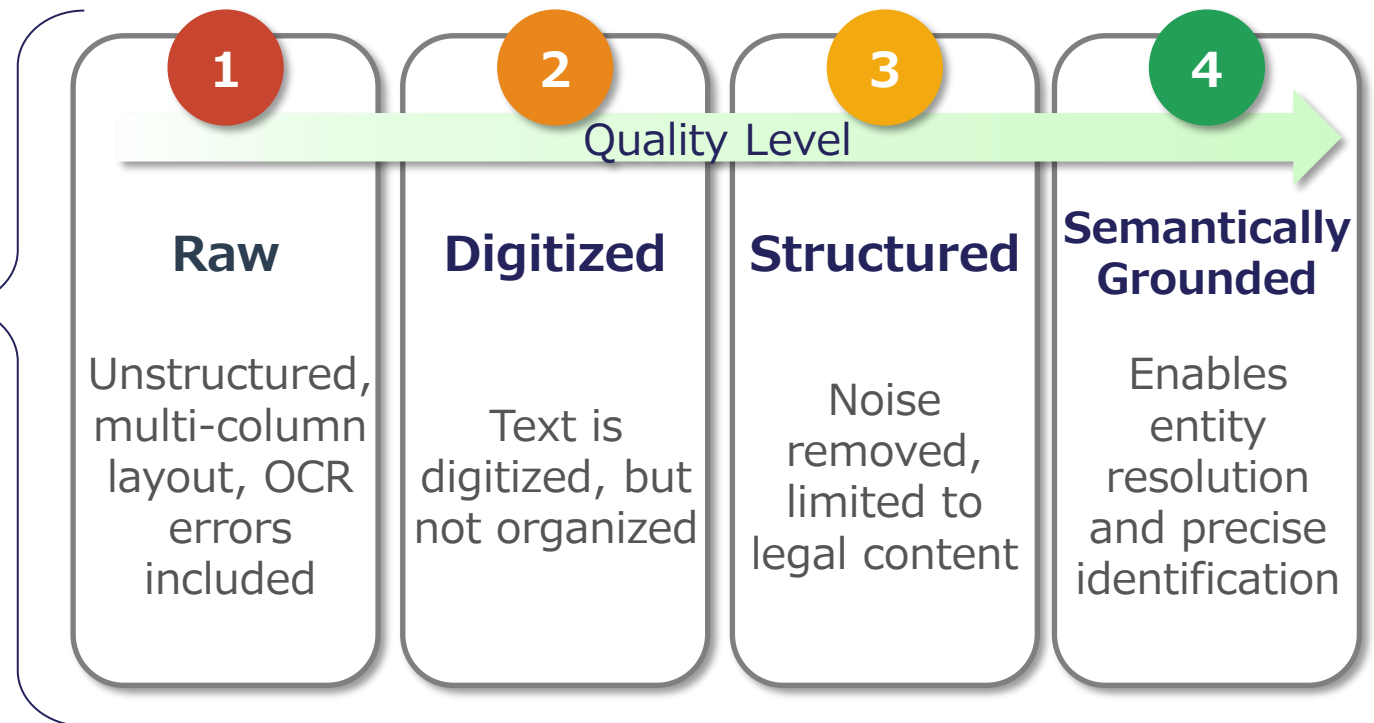 1
2
3
4
Quality Level
Raw
Unstructured,
multi-column
layout, OCR
errors
included
Digitized
Text is
digitized, but
not organized
Structured
Noise
removed,
limited to
legal content
Semantically
Grounded
Enables
entity
resolution
and precise
identification